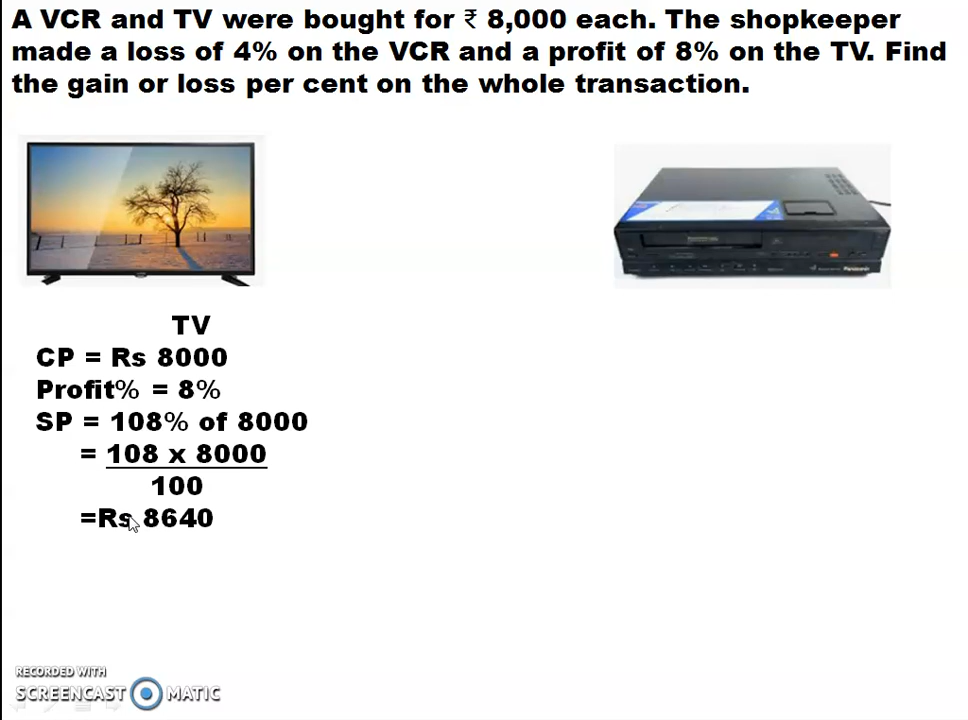 A VCR and TV were bought for ₹ 8,000 each. The shopkeeper
made a loss of 4% on the VCR and a profit of 8% on the TV. Find
the gain or loss per cent on the whole transaction.
TV
CP = Rs 8000
Profit% = 8%
SP = 108% of 8000
= 108 x 8000
100
=Rs 8640
Panasonic
RECORDED WITH
SCREENCAST MATIC